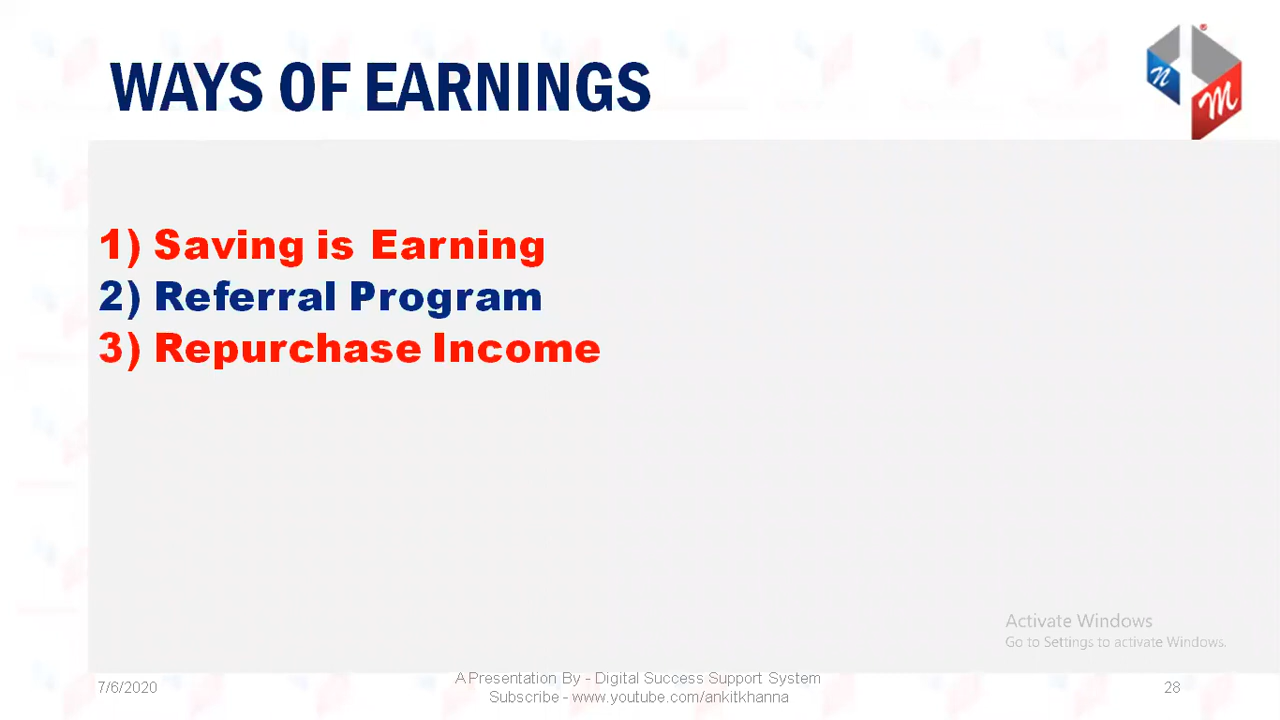 WAYS OF EARNINGS
n
M
1) Saving is Earning
2) Referral Program
3) Repurchase Income
Activate Windows
Go to Settings to activate Windows.
7/6/2020
A Presentation By - Digital Success Support System
Subscribe - www.youtube.com/ankitkhanna
28